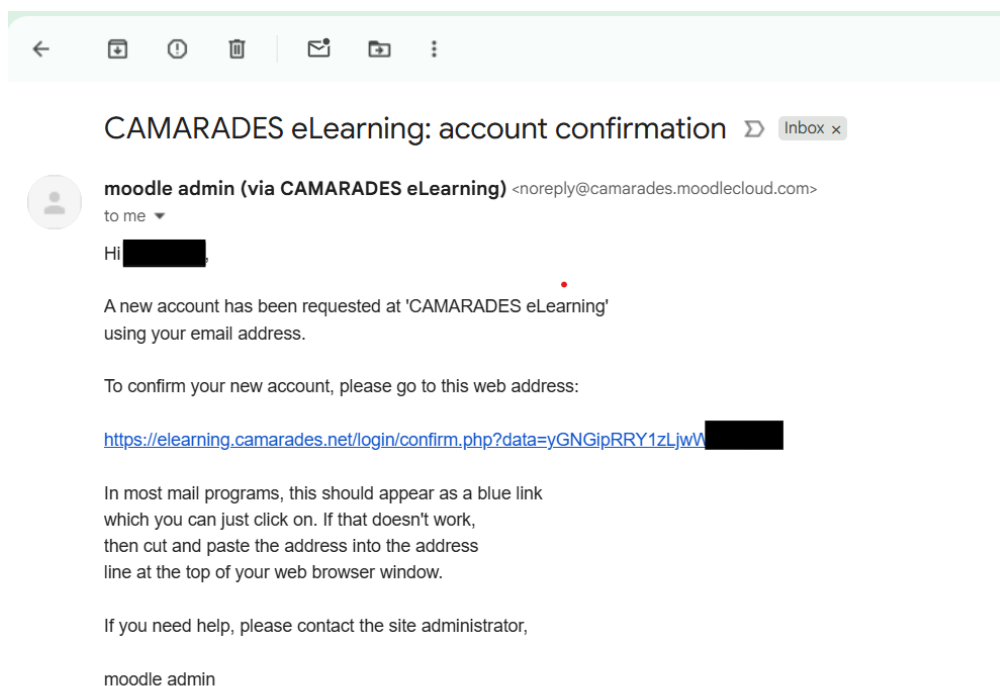 CAMARADES eLearning: account confirmation Inbox ×
moodle admin (via CAMARADES eLearning) <noreply@camarades.moodlecloud.com>
to me
Hi ,
A new account has been requested at 'CAMARADES eLearning'
using your email address.
To confirm your new account, please go to this web address:
https://elearning.camarades.net/login/confirm.php?data=yGNGipRRY1zLjwW
In most mail programs, this should appear as a blue link
which you can just click on. If that doesn't work,
then cut and paste the address into the address
line at the top of your web browser window.
If you need help, please contact the site administrator,
moodle admin